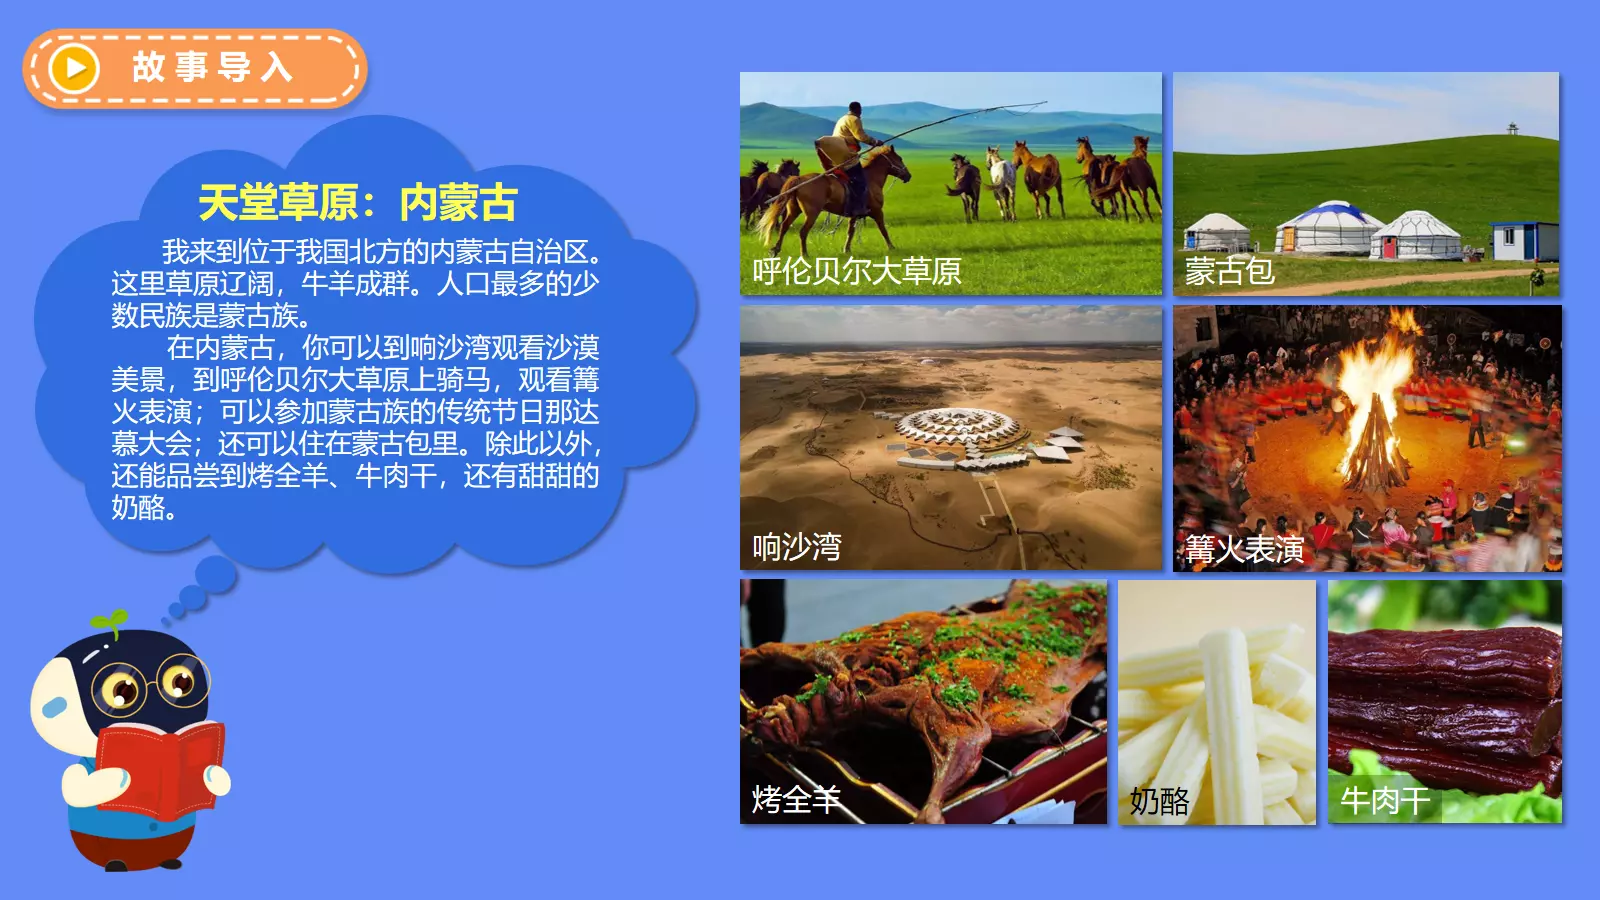 故事导入
天堂草原：内蒙古
我来到位于我国北方的内蒙古自治区。
这里草原辽阔，牛羊成群。人口最多的少
数民族是蒙古族。
在内蒙古，你可以到响沙湾观看沙漠
美景，到呼伦贝尔大草原上骑马，观看篝
火表演；可以参加蒙古族的传统节日那达
慕大会；还可以住在蒙古包里。除此以外，
还能品尝到烤全羊、牛肉干，还有甜甜的
奶酪。
呼伦贝尔大草原
蒙古包
响沙湾
篝火表演
烤全羊
奶酪
牛肉干